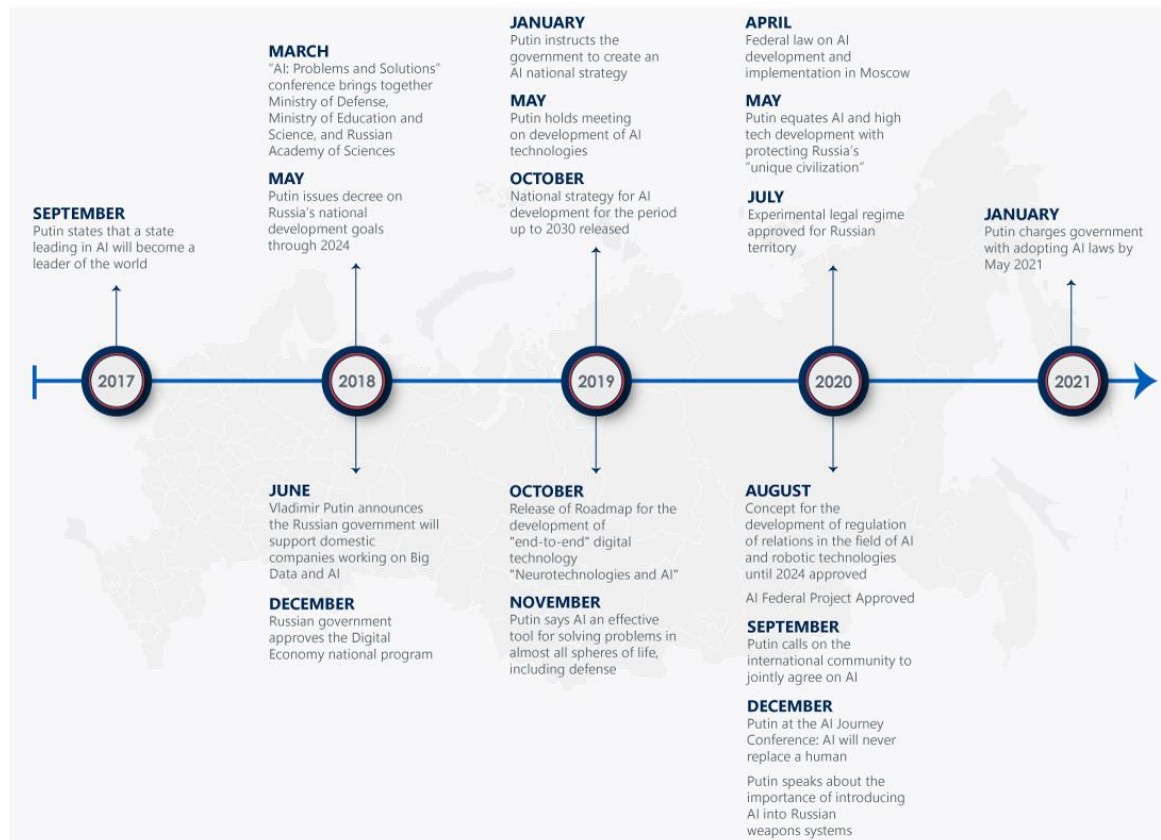 SEPTEMBER
Putin states that a state
leading in AI will become a
leader of the world
2017
MARCH
“AI: Problems and Solutions”
conference brings together
Ministry of Defense,
Ministry of Education and
Science, and Russian
Academy of Sciences
MAY
Putin issues decree on
Russia’s national
development goals
through 2024
2018
JUNE
Vladimir Putin announces
the Russian government will
support domestic
companies working on Big
Data and AI
DECEMBER
Russian government
approves the Digital
Economy national program
JANUARY
Putin instructs the
government to create an
AI national strategy
MAY
Putin holds meeting
on development of AI
technologies
OCTOBER
National strategy for AI
development for the period
up to 2030 released
2019
OCTOBER
Release of Roadmap for the
development of
"end-to-end" digital
technology
"Neurotechnologies and AI"
NOVEMBER
Putin says AI an effective
tool for solving problems in
almost all spheres of life,
including defense
APRIL
Federal law on AI
development and
implementation in Moscow
MAY
Putin equates AI and high
tech development with
protecting Russia’s
“unique civilization”
JULY
Experimental legal regime
approved for Russian
territory
2020
AUGUST
Concept for the
development of regulation
of relations in the field of AI
and robotic technologies
until 2024 approved
AI Federal Project Approved
SEPTEMBER
Putin calls on the
international community to
jointly agree on AI
DECEMBER
Putin at the AI Journey
Conference: AI will never
replace a human
Putin speaks about the
importance of introducing
AI into Russian
weapons systems
JANUARY
Putin charges government
with adopting AI laws by
May 2021
2021